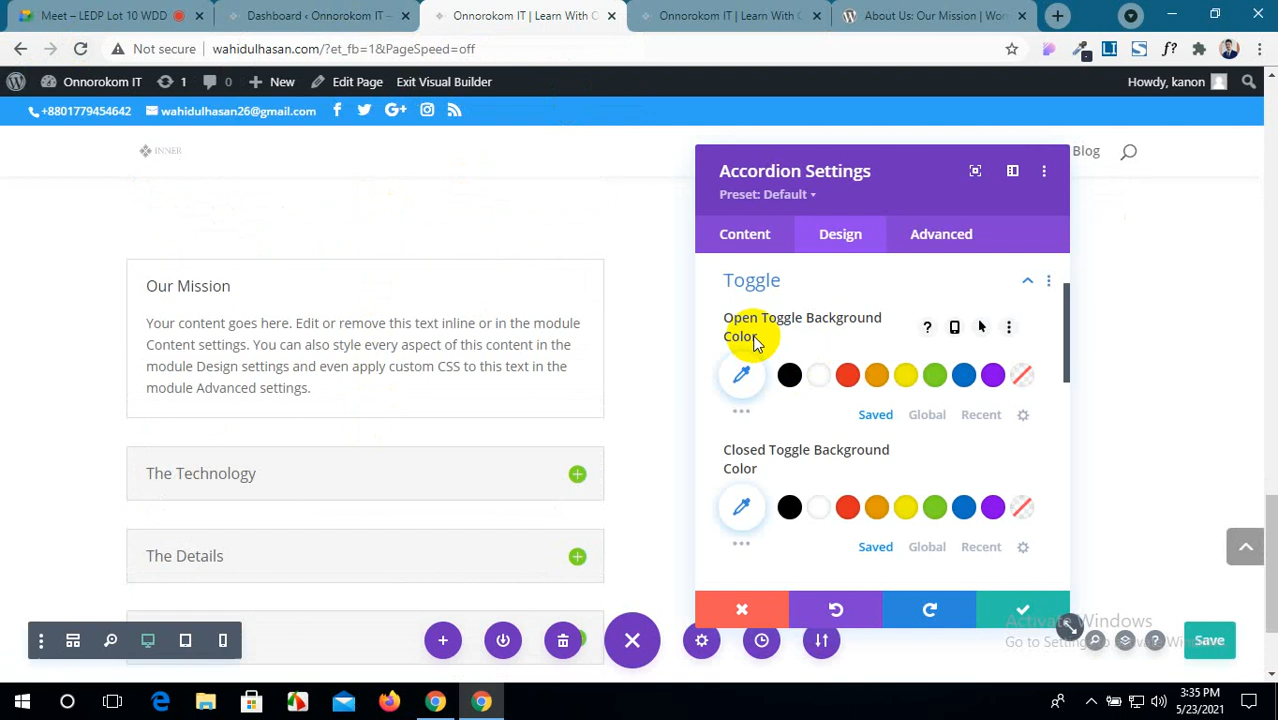 Meet – LEDP Lot 10 WDD
Dashboard ‹ Onnorokom IT –
Onnorokom IT | Learn With O
Onnorokom IT | Learn With O
About Us: Our Mission | Wor
Not secure
wahidulhasan.com/?et_fb=1&PageSpeed=off
Onnorokom IT
1
0
New
Edit Page
Exit Visual Builder
Howdy, kanon
+8801779454642
wahidulhasan26@gmail.com
INNER
Blog
Accordion Settings
Preset: Default
Content
Design
Advanced
Toggle
Open Toggle Background
Color
Saved
Global
Recent
Closed Toggle Background
Color
Saved
Global
Recent
Our Mission
Your content goes here. Edit or remove this text inline or in the module
Content settings. You can also style every aspect of this content in the
module Design settings and even apply custom CSS to this text in the
module Advanced settings.
The Technology
The Details
Activate Windows
Go to Settings to activate Windows.
Save
3:35 PM
5/23/2021